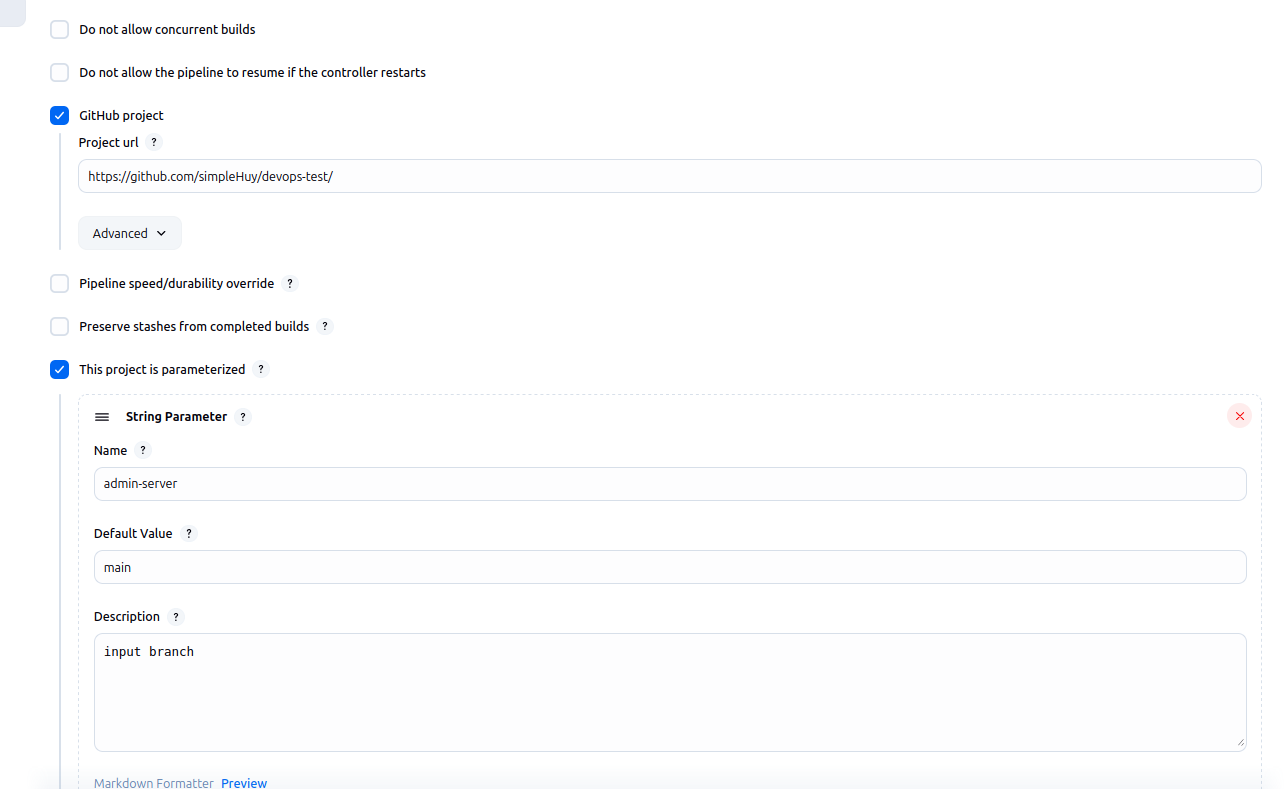 Do not allow concurrent builds
Do not allow the pipeline to resume if the controller restarts
GitHub project
Project url ?
https://github.com/simpleHuy/devops-test/
Advanced
Pipeline speed/durability override ?
Preserve stashes from completed builds ?
This project is parameterized ?
String Parameter ?
Name ?
admin-server
Default Value ?
main
Description ?
input branch
Markdown Formatter Preview